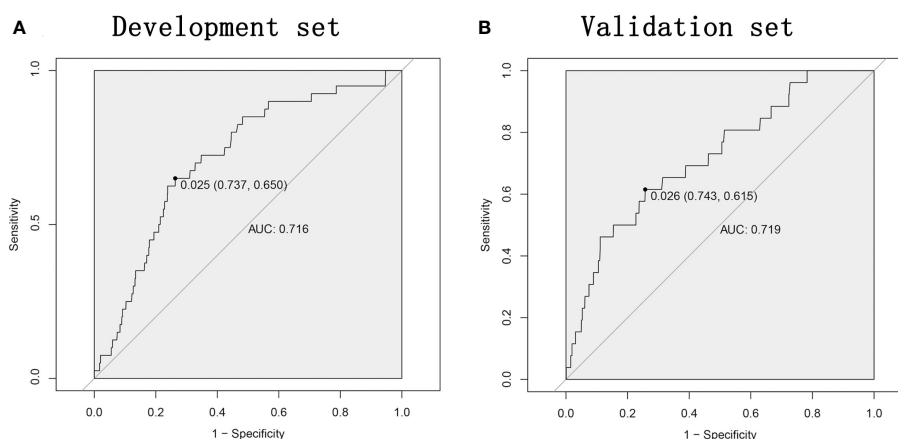 A
Development set
1.0
0.5
0.0
Sensitivity
0.025 (0.737, 0.650)
AUC: 0.716
0.0 0.2 0.4 0.6 0.8 1.0
1 − Specificity
B
Validation set
1.0
0.8
0.6
0.4
0.2
0.0
Sensitivity
0.026 (0.743, 0.615)
AUC: 0.719
0.0 0.2 0.4 0.6 0.8 1.0
1 − Specificity